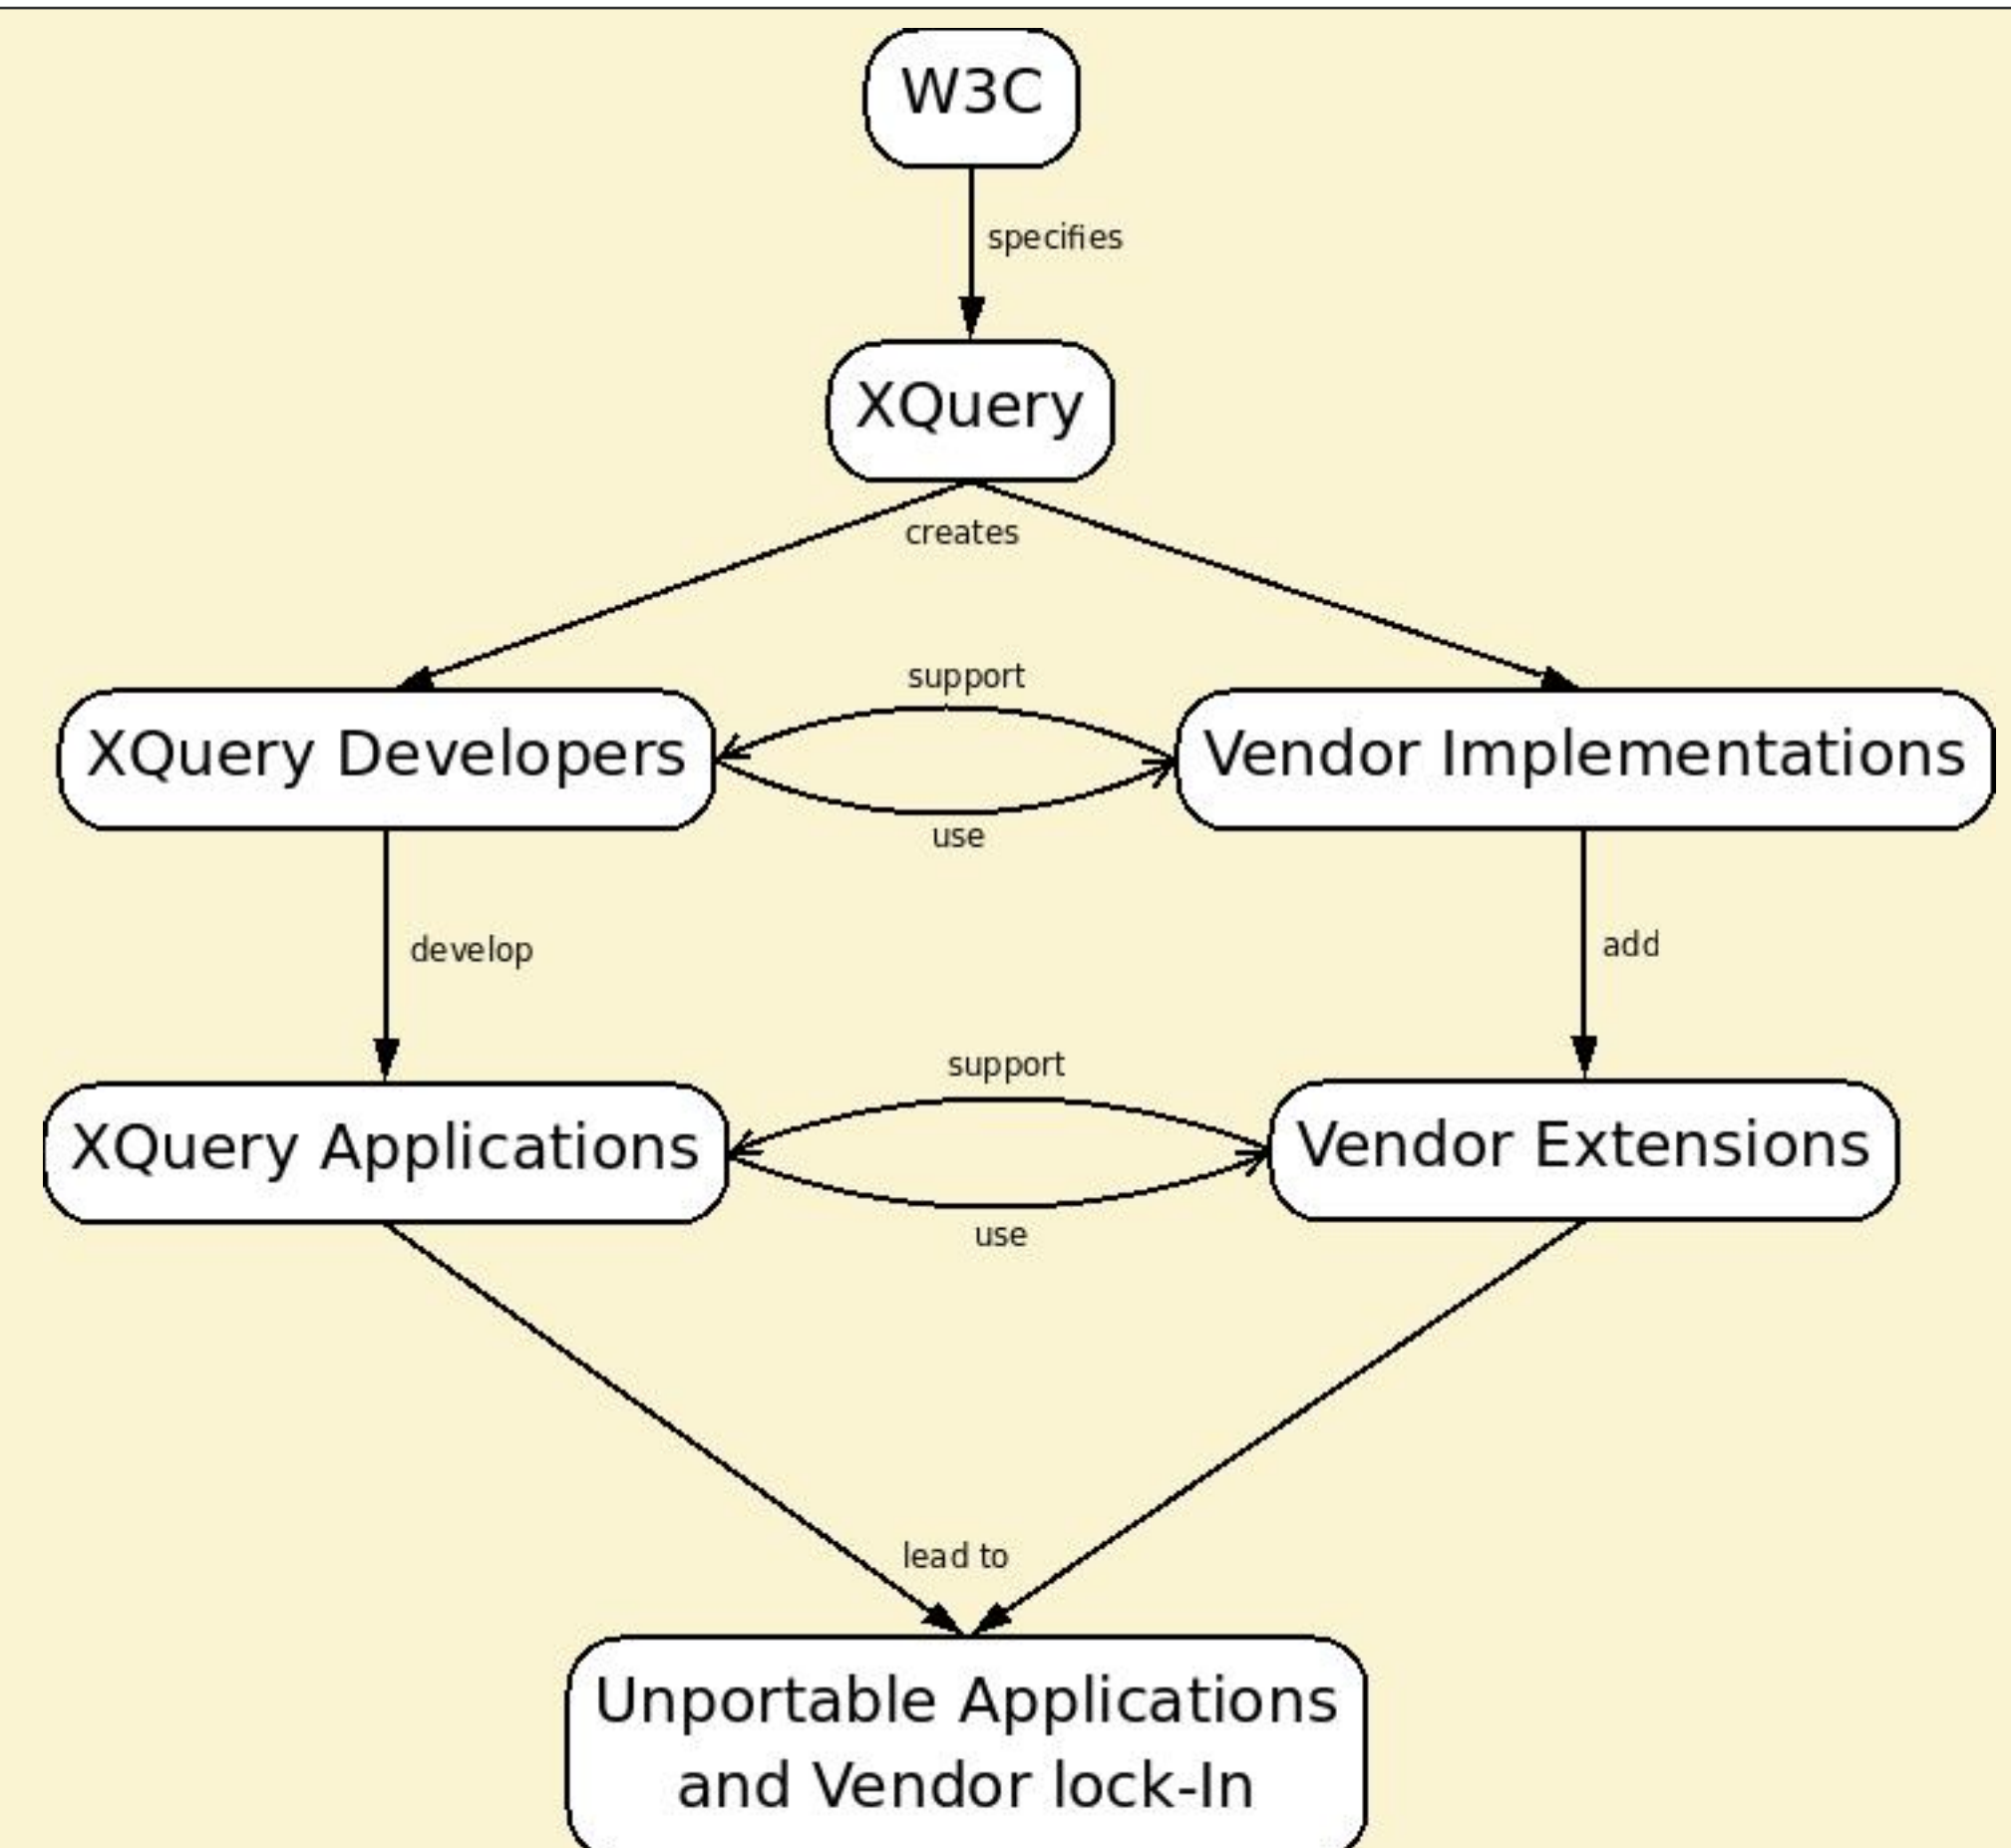 W3C
specifies
XQuery
creates
support
XQuery Developers
Vendor Implementations
use
develop
add
support
XQuery Applications
Vendor Extensions
use
lead to
Unportable Applications
and Vendor lock-In